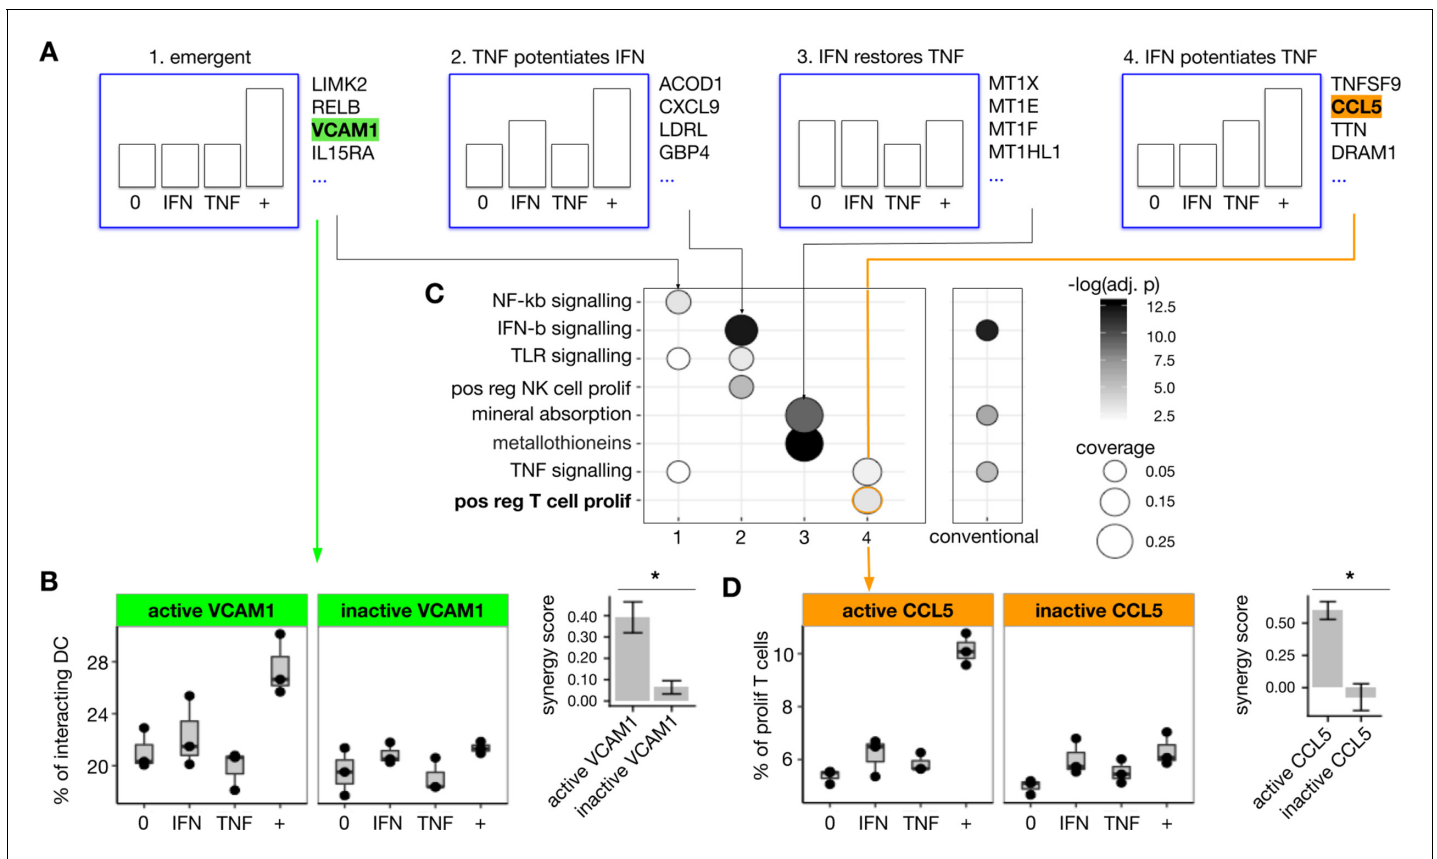 A
1. emergent
0 IFN TNF +
LIMK2
RELB
VCAM1
IL15RA
...
2. TNF potentiates IFN
0 IFN TNF +
ACOD1
CXCL9
LDRL
GBP4
...
3. IFN restores TNF
0 IFN TNF +
MT1X
MT1E
MT1F
MT1HL1
...
4. IFN potentiates TNF
0 IFN TNF +
TNFSF9
CCL5
TTN
DRAM1
...
C
NF-kb signalling
IFN-b signalling
TLR signalling
pos reg NK cell prolif
mineral absorption
metallothioneins
TNF signalling
pos reg T cell prolif
1 2 3 4
conventional
-log(adj. p)
12.5
10.0
7.5
5.0
2.5
coverage
0.05
0.15
0.25
B
active VCAM1
inactive VCAM1
% of interacting DC
28
24
20
0 IFN TNF +
0 IFN TNF +
*
synergy score
0.40
0.30
0.20
0.10
0.00
active VCAM1
inactive VCAM1
D
active CCL5
inactive CCL5
% of prolif T cells
10
8
6
0 IFN TNF +
0 IFN TNF +
*
synergy score
0.50
0.25
0.00
active CCL5
inactive CCL5